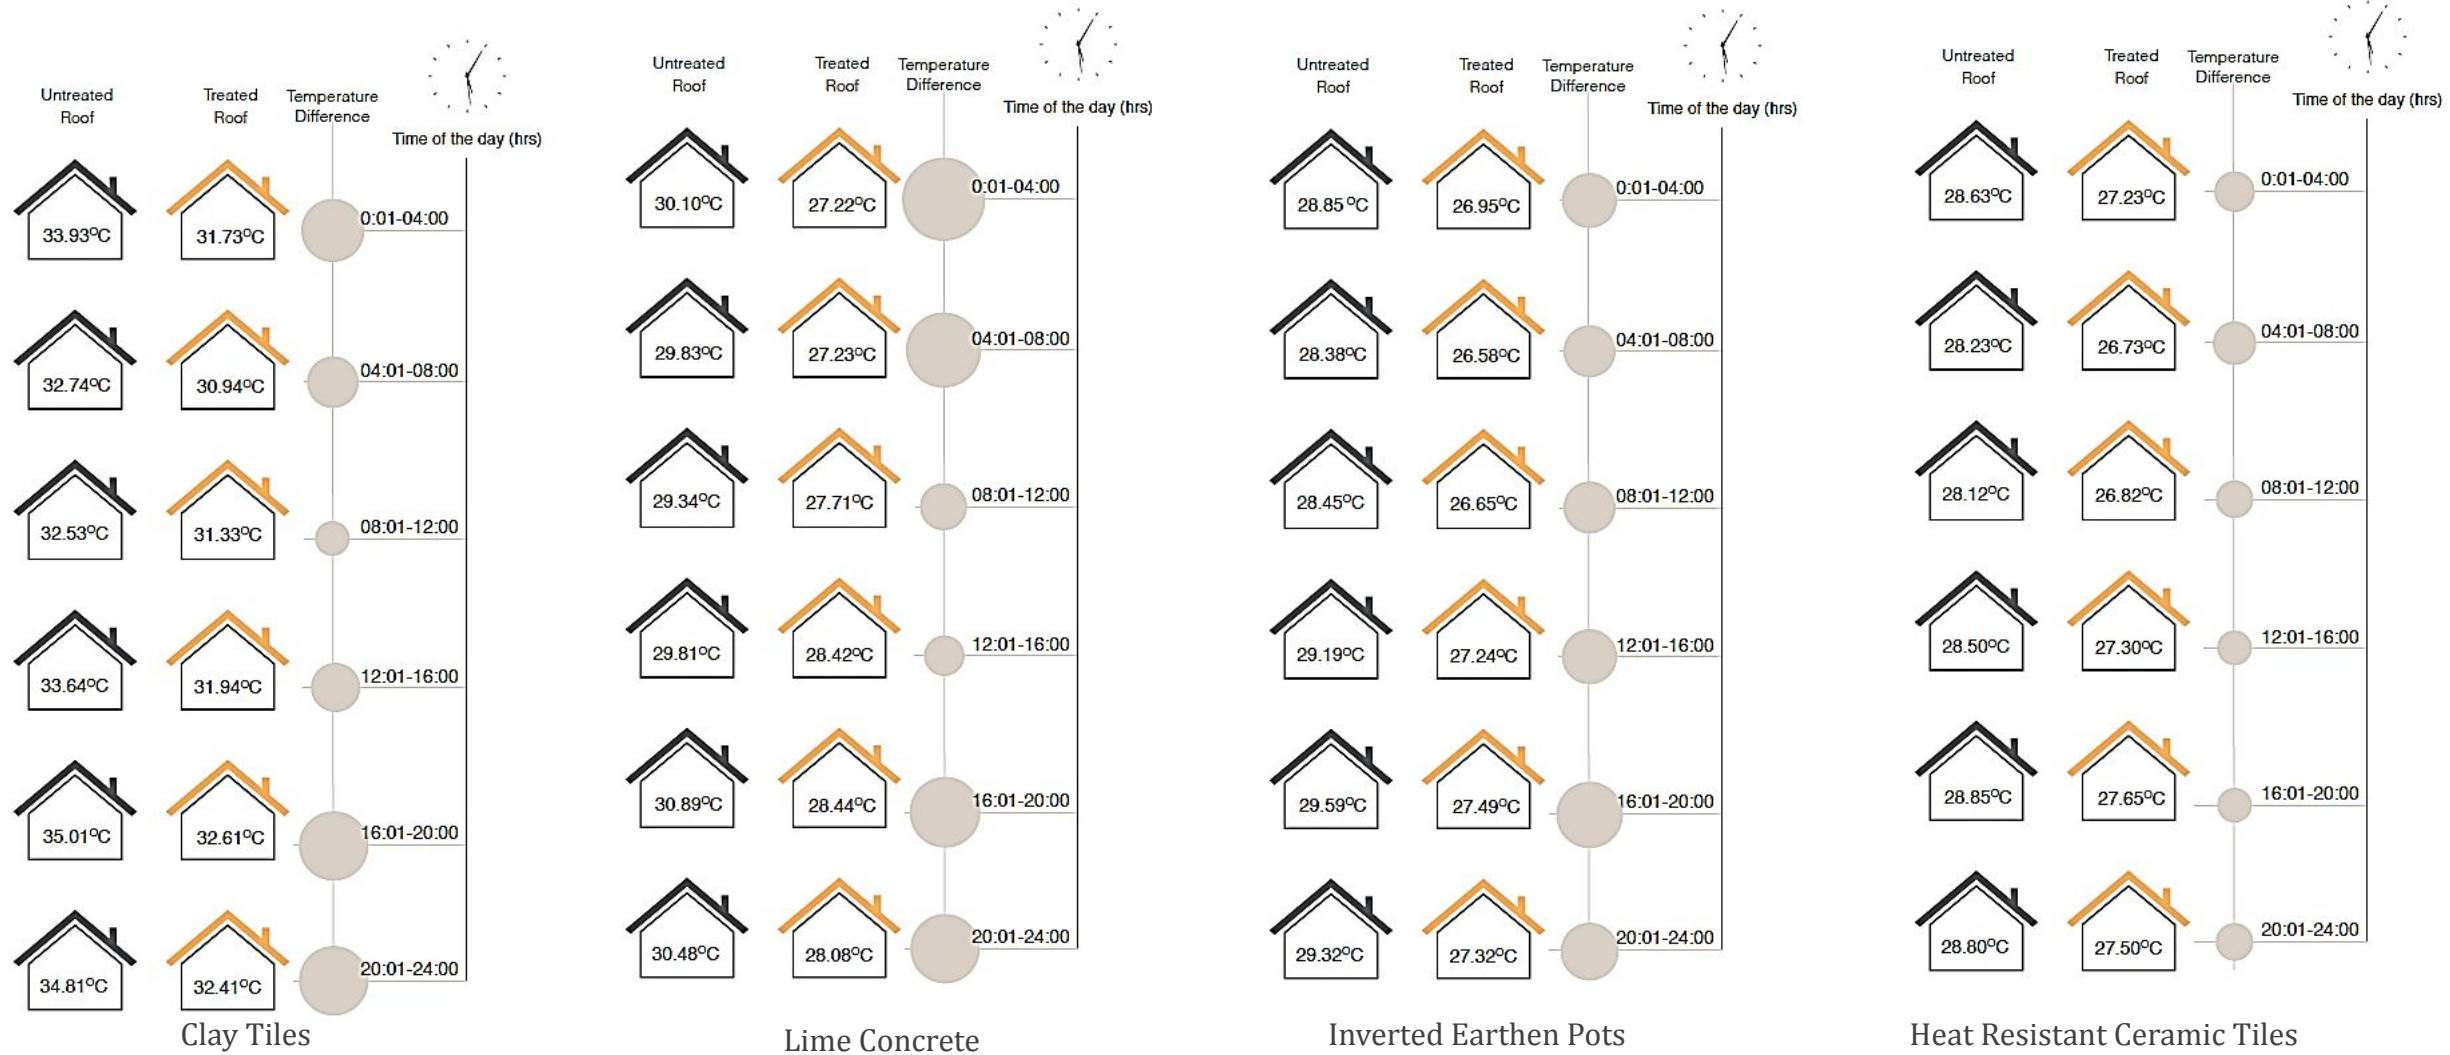 Untreated
Roof
Treated
Roof
Temperature
Difference
Time of the day (hrs)
33.93°C
31.73°C
0:01-04:00
32.74°C
30.94°C
04:01-08:00
32.53°C
31.33°C
08:01-12:00
33.64°C
31.94°C
12:01-16:00
35.01°C
32.61°C
16:01-20:00
34.81°C
32.41°C
20:01-24:00
Clay Tiles
Untreated
Roof
Treated
Roof
Temperature
Difference
Time of the day (hrs)
30.10°C
27.22°C
0:01-04:00
29.83°C
27.23°C
04:01-08:00
29.34°C
27.71°C
08:01-12:00
29.81°C
28.42°C
12:01-16:00
30.89°C
28.44°C
16:01-20:00
30.48°C
28.08°C
20:01-24:00
Lime Concrete
Untreated
Roof
Treated
Roof
Temperature
Difference
Time of the day (hrs)
28.85°C
26.95°C
0:01-04:00
28.38°C
26.58°C
04:01-08:00
28.45°C
26.65°C
08:01-12:00
29.19°C
27.24°C
12:01-16:00
29.59°C
27.49°C
16:01-20:00
29.32°C
27.32°C
20:01-24:00
Inverted Earthen Pots
Untreated
Roof
Treated
Roof
Temperature
Difference
Time of the day (hrs)
28.63°C
27.23°C
0:01-04:00
28.23°C
26.73°C
04:01-08:00
28.12°C
26.82°C
08:01-12:00
28.50°C
27.30°C
12:01-16:00
28.85°C
27.65°C
16:01-20:00
28.80°C
27.50°C
20:01-24:00
Heat Resistant Ceramic Tiles